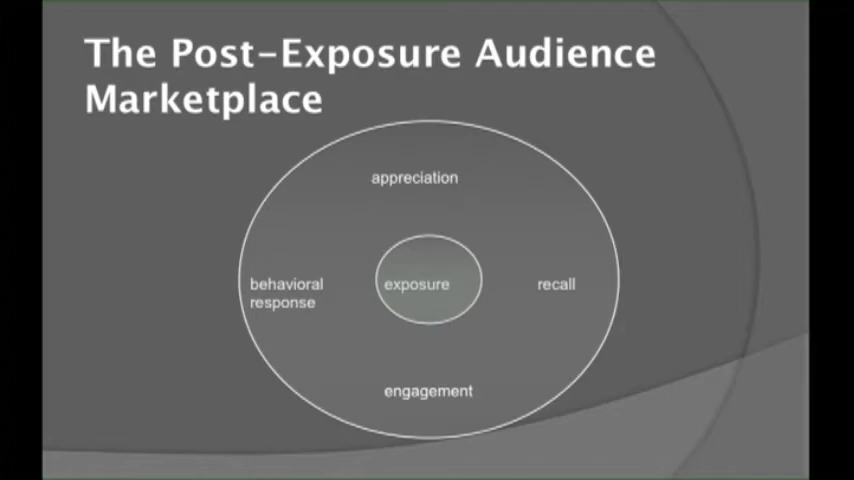 The Post-Exposure Audience
Marketplace
appreciation
behavioral
response
exposure
recall
engagement